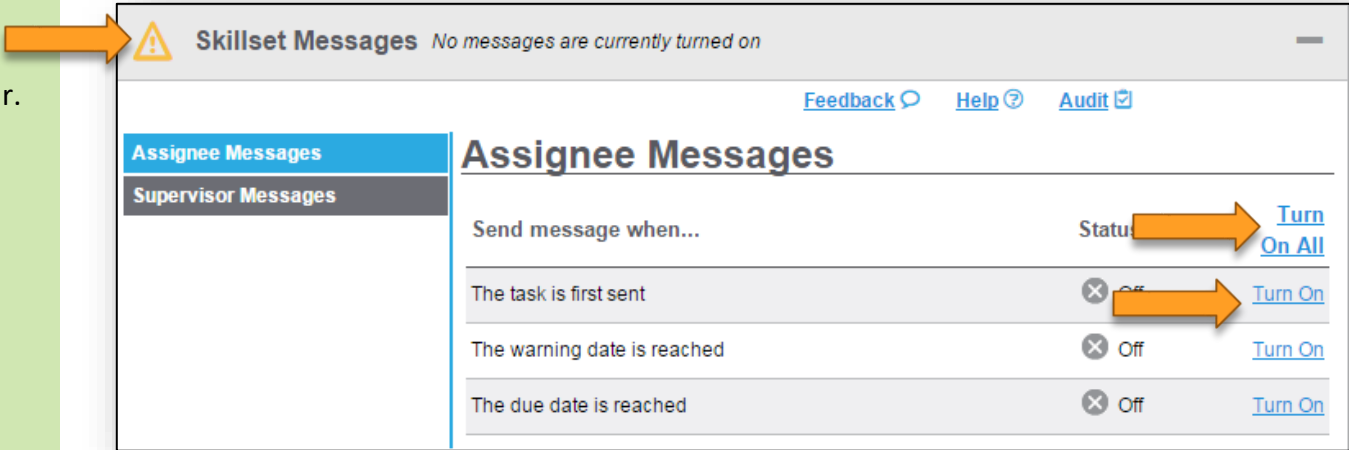 Skillset Messages No messages are currently turned on
r.
Feedback Help Audit
Assignee Messages
Supervisor Messages
Assignee Messages
Send message when... Status Turn
On All
The task is first sent Off Turn On
The warning date is reached Off Turn On
The due date is reached Off Turn On